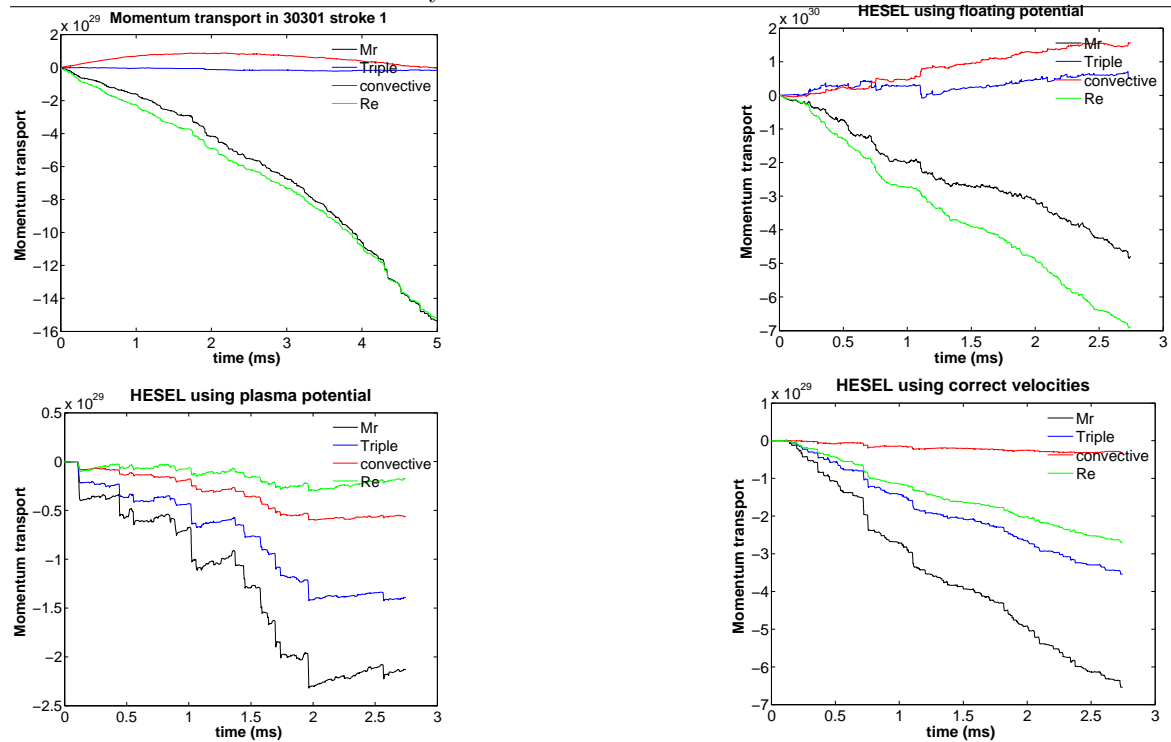 y
Momentum transport in 30301 stroke 1
x 10^29
2
0
−2
−4
−6
−8
−10
−12
−14
−16
0 1 2 3 4 5
time (ms)
Momentum transport
Mr
Triple
convective
Re
HESEL using floating potential
x 10^30
2
1
0
−1
−2
−3
−4
−5
−6
−7
0 0.5 1 1.5 2 2.5 3
time (ms)
Momentum transport
Mr
Triple
convective
Re
HESEL using plasma potential
x 10^29
0.5
0
−0.5
−1
−1.5
−2
−2.5
0 0.5 1 1.5 2 2.5 3
time (ms)
Momentum transport
Mr
Triple
convective
Re
HESEL using correct velocities
x 10^29
1
0
−1
−2
−3
−4
−5
−6
−7
0 0.5 1 1.5 2 2.5 3
time (ms)
Momentum transport
Mr
Triple
convective
Re